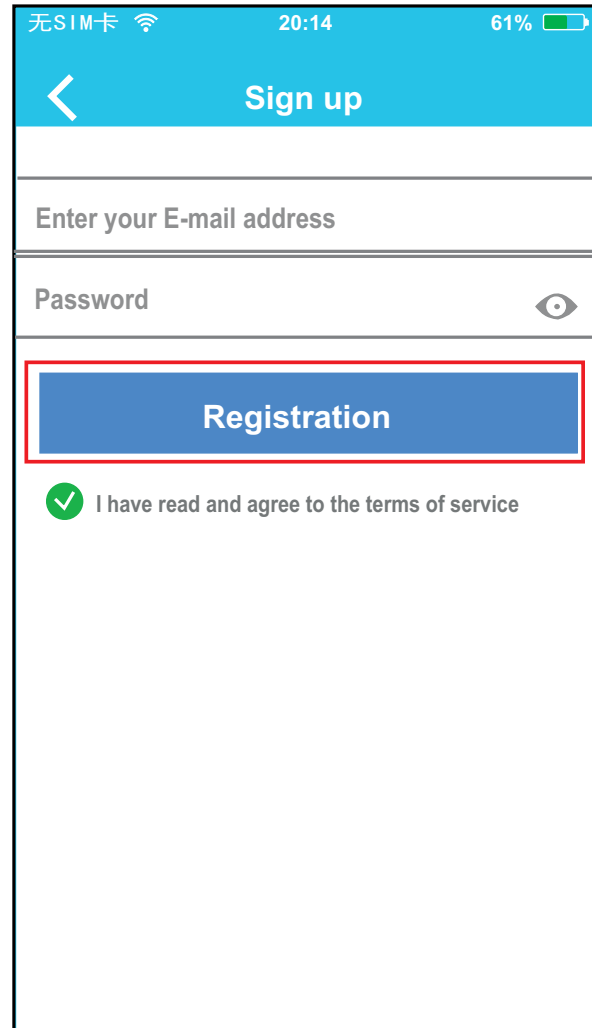 无SIM卡 20:14 61%
Sign up
Enter your E-mail address
Password
Registration
I have read and agree to the terms of service